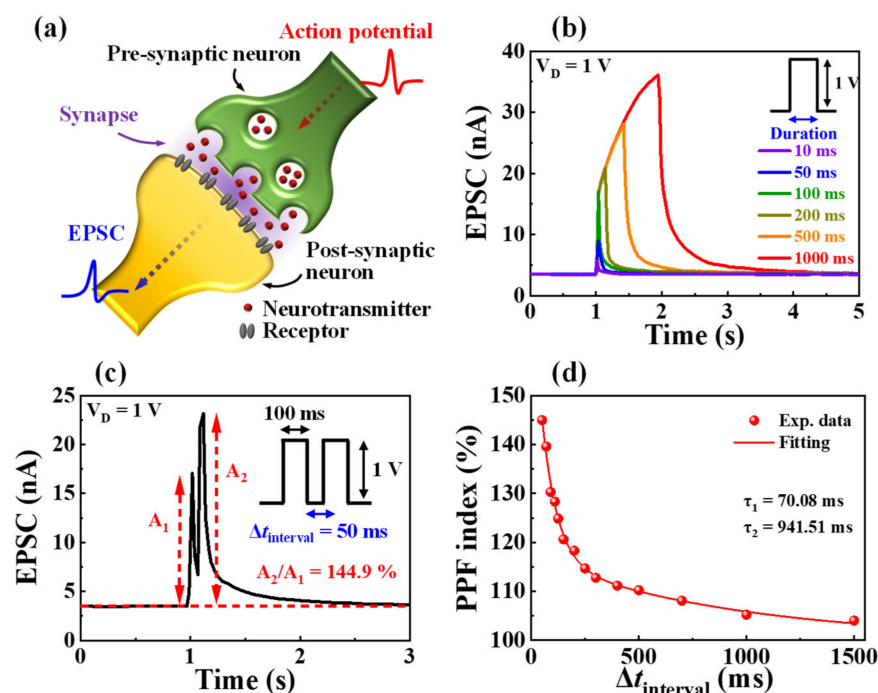 (a)
Action potential
Pre-synaptic neuron
Synapse
EPSC
Post-synaptic
neuron
Neurotransmitter
Receptor
(b)
V_D = 1 V
1 V
Duration
10 ms
50 ms
100 ms
200 ms
500 ms
1000 ms
EPSC (nA)
40
30
20
10
0
0 1 2 3 4 5
Time (s)
(c)
V_D = 1 V
100 ms
1 V
A_1
A_2
Δt_interval = 50 ms
A_2/A_1 = 144.9 %
EPSC (nA)
25
20
15
10
5
0
0 1 2 3
Time (s)
(d)
Exp. data
Fitting
τ_1 = 70.08 ms
τ_2 = 941.51 ms
PPF index (%)
150
140
130
120
110
100
0 500 1000 1500
Δt_interval (ms)